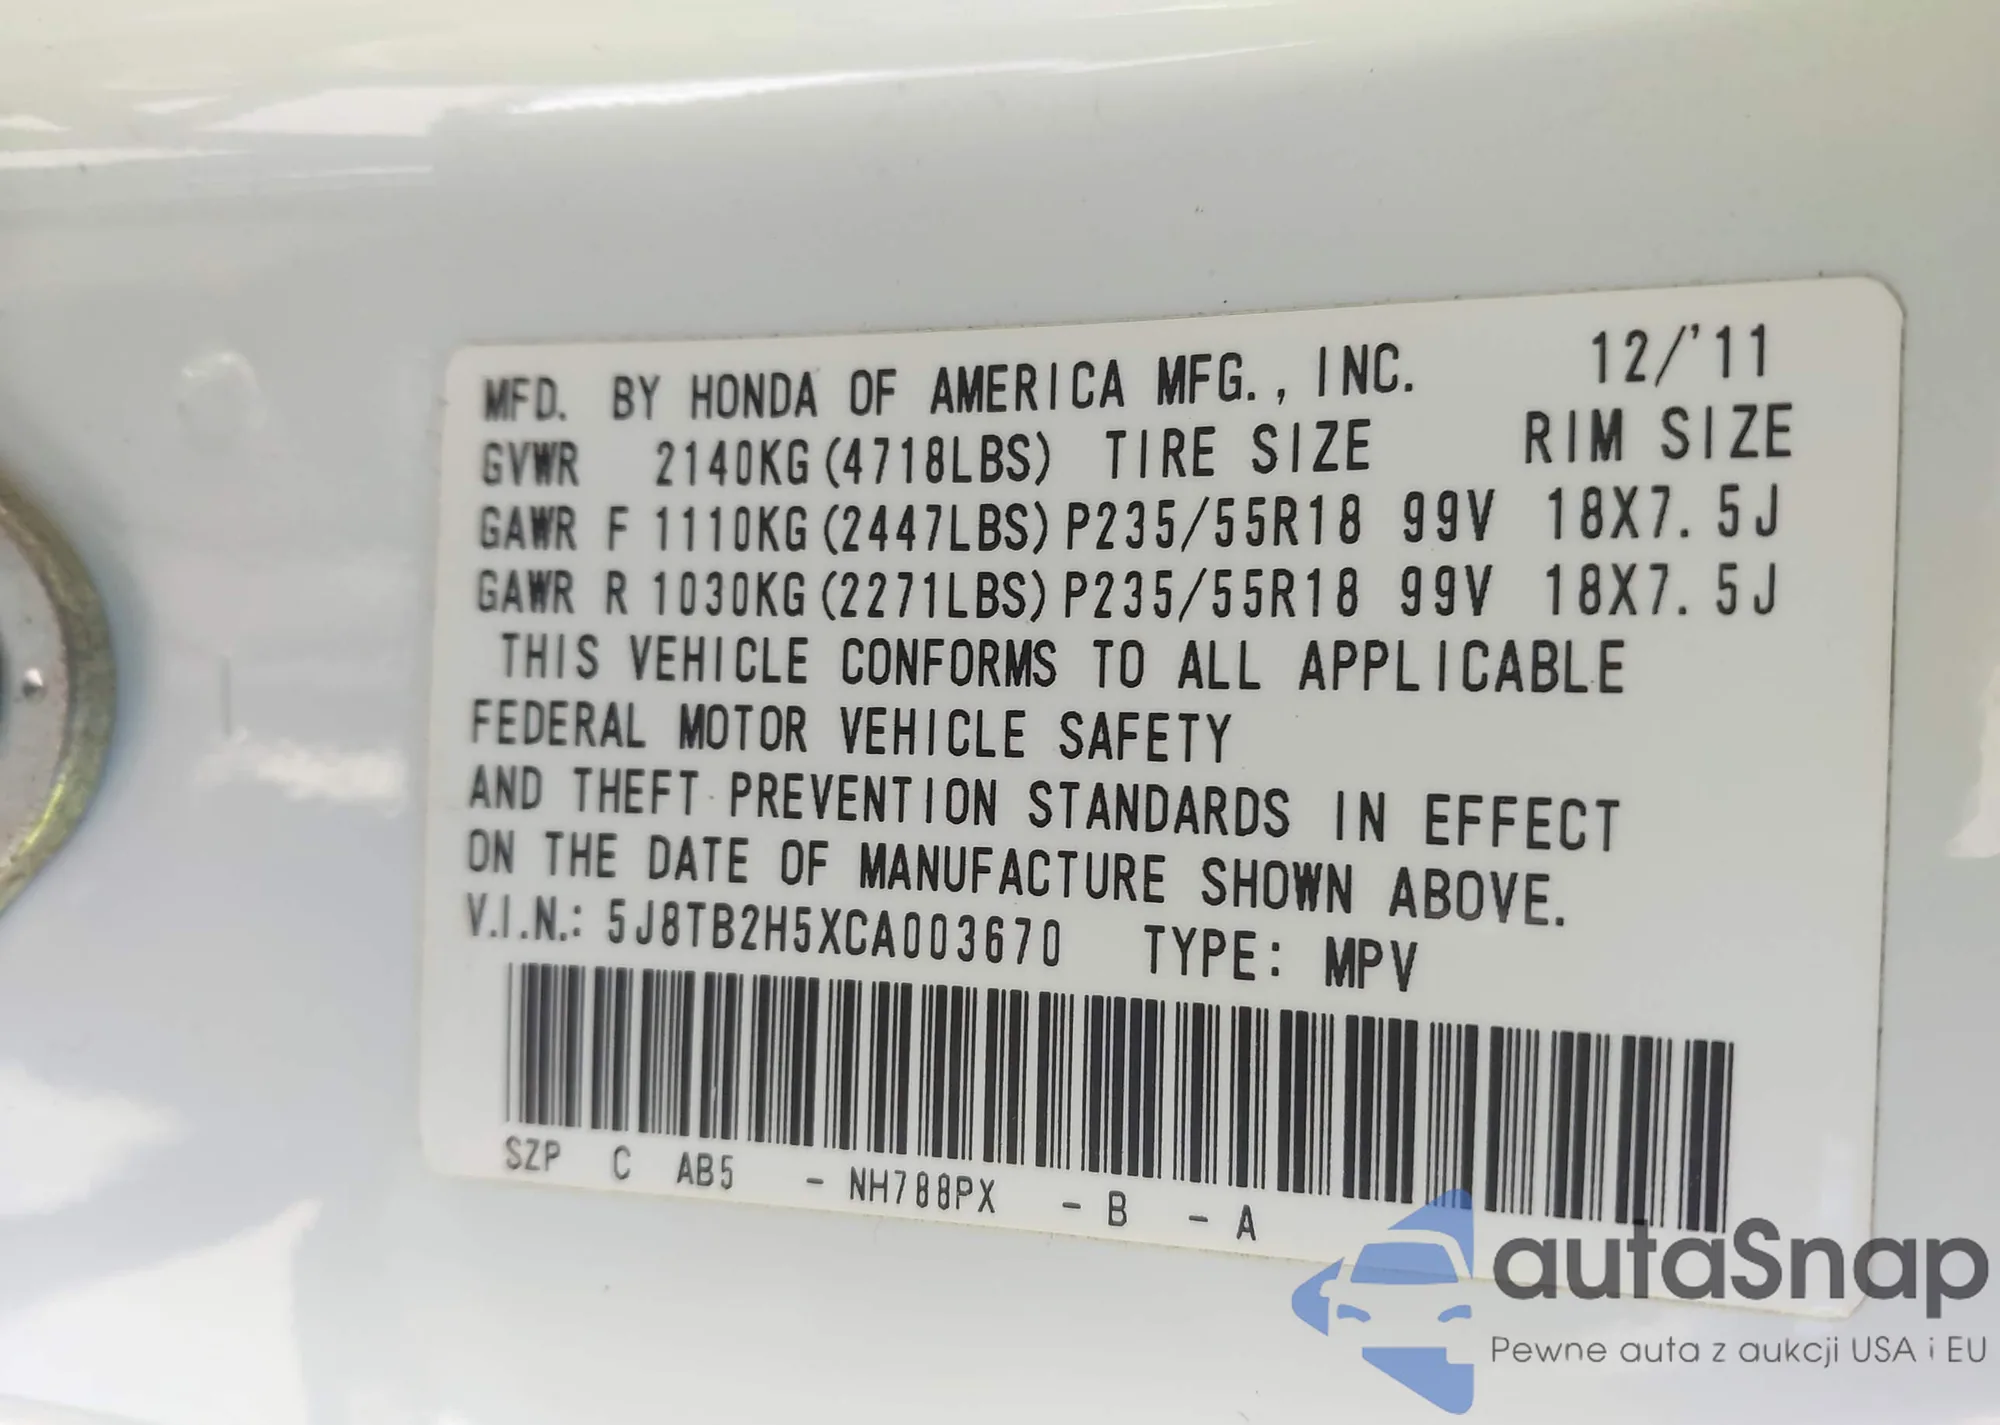 MFD. BY HONDA OF AMERICA MFG., INC. 12/'11
GVWR 2140KG(4718LBS) TIRE SIZE RIM SIZE
GAWR F 1110KG(2447LBS) P235/55R18 99V 18X7.5J
GAWR R 1030KG(2271LBS) P235/55R18 99V 18X7.5J
THIS VEHICLE CONFORMS TO ALL APPLICABLE
FEDERAL MOTOR VEHICLE SAFETY
AND THEFT PREVENTION STANDARDS IN EFFECT
ON THE DATE OF MANUFACTURE SHOWN ABOVE.
V.I.N.: 5J8TB2H5XCA003670 TYPE: MPV
SZP C AB5 - NH788PX - B - A
autaSnap
Pewne auta z aukcji USA i EU